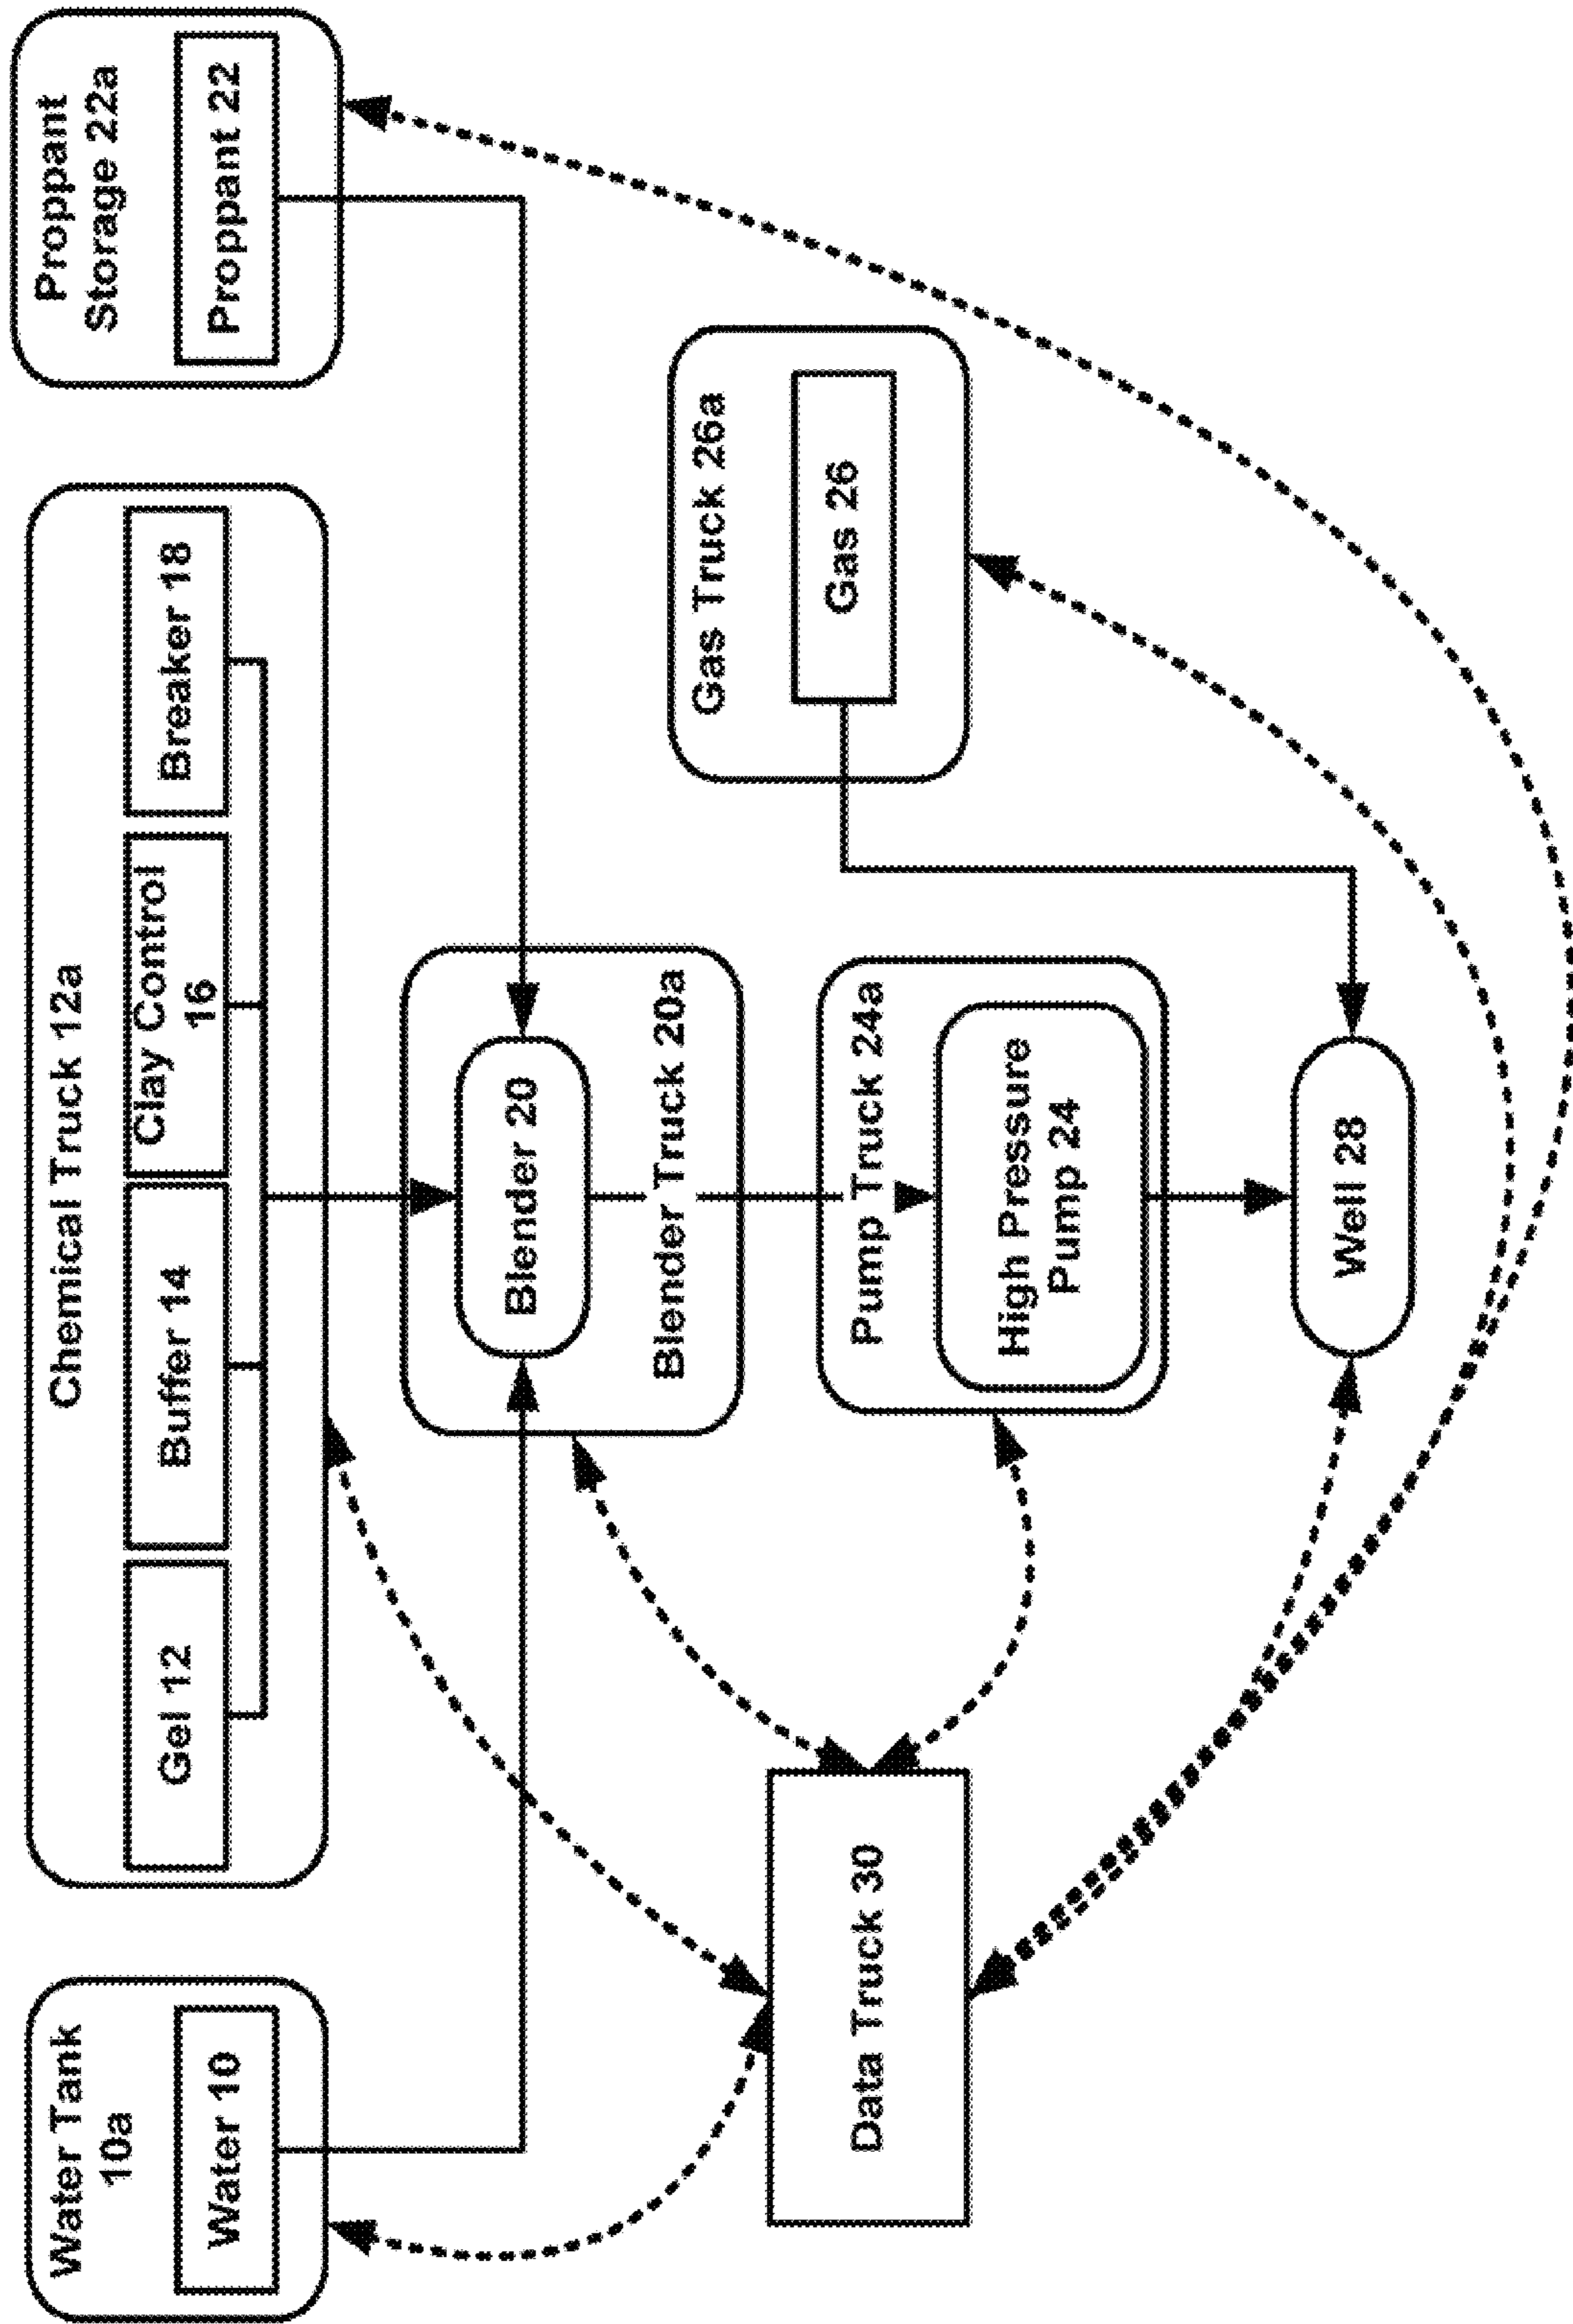 Water Tank
10a
Water 10
Chemical Truck 12a
Gel 12
Buffer 14
Clay Control
16
Breaker 18
Proppant
Storage 22a
Proppant 22
Blender 20
Blender Truck 20a
Gas Truck 26a
Gas 26
Data Truck 30
Pump Truck 24a
High Pressure
Pump 24
Well 28